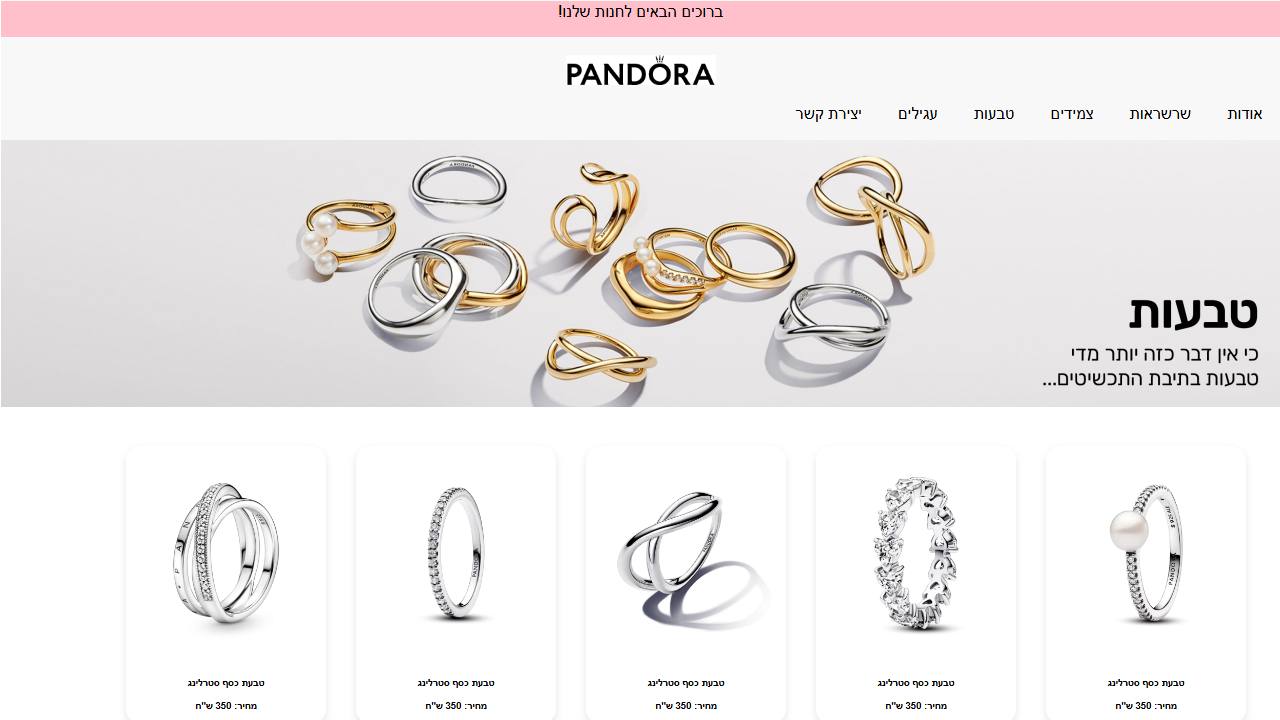 ברוכים הבאים לחנות שלנו!
PANDORA
אודות שרשראות צמידים טבעות עגילים יצירת קשר
טבעות
כי אין דבר כזה יותר מדי
טבעות בתיבת התכשיטים...
טבעת כסף סטרלינג
מחיר: 350 ש"ח
טבעת כסף סטרלינג
מחיר: 350 ש"ח
טבעת כסף סטרלינג
מחיר: 350 ש"ח
טבעת כסף סטרלינג
מחיר: 350 ש"ח
טבעת כסף סטרלינג
מחיר: 350 ש"ח